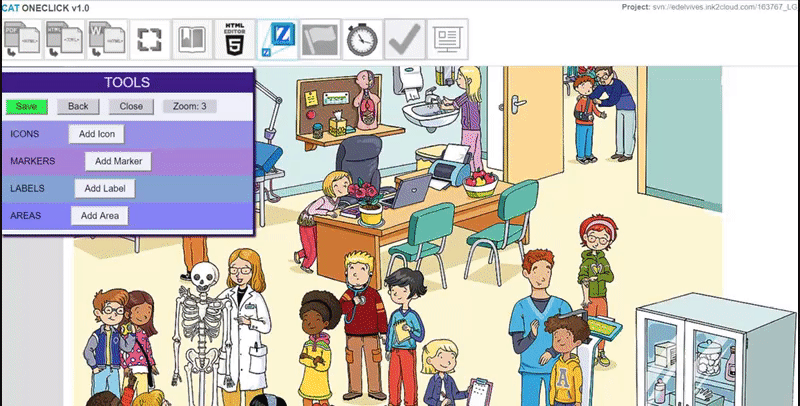 CAT ONECLICK v1.0
Project: svn://edelvives.ink2cloud.com/163767_LG
HTML
EDITOR
5
Z
TOOLS
Save Back Close Zoom: 3
ICONS Add Icon
MARKERS Add Marker
LABELS Add Label
AREAS Add Area
A